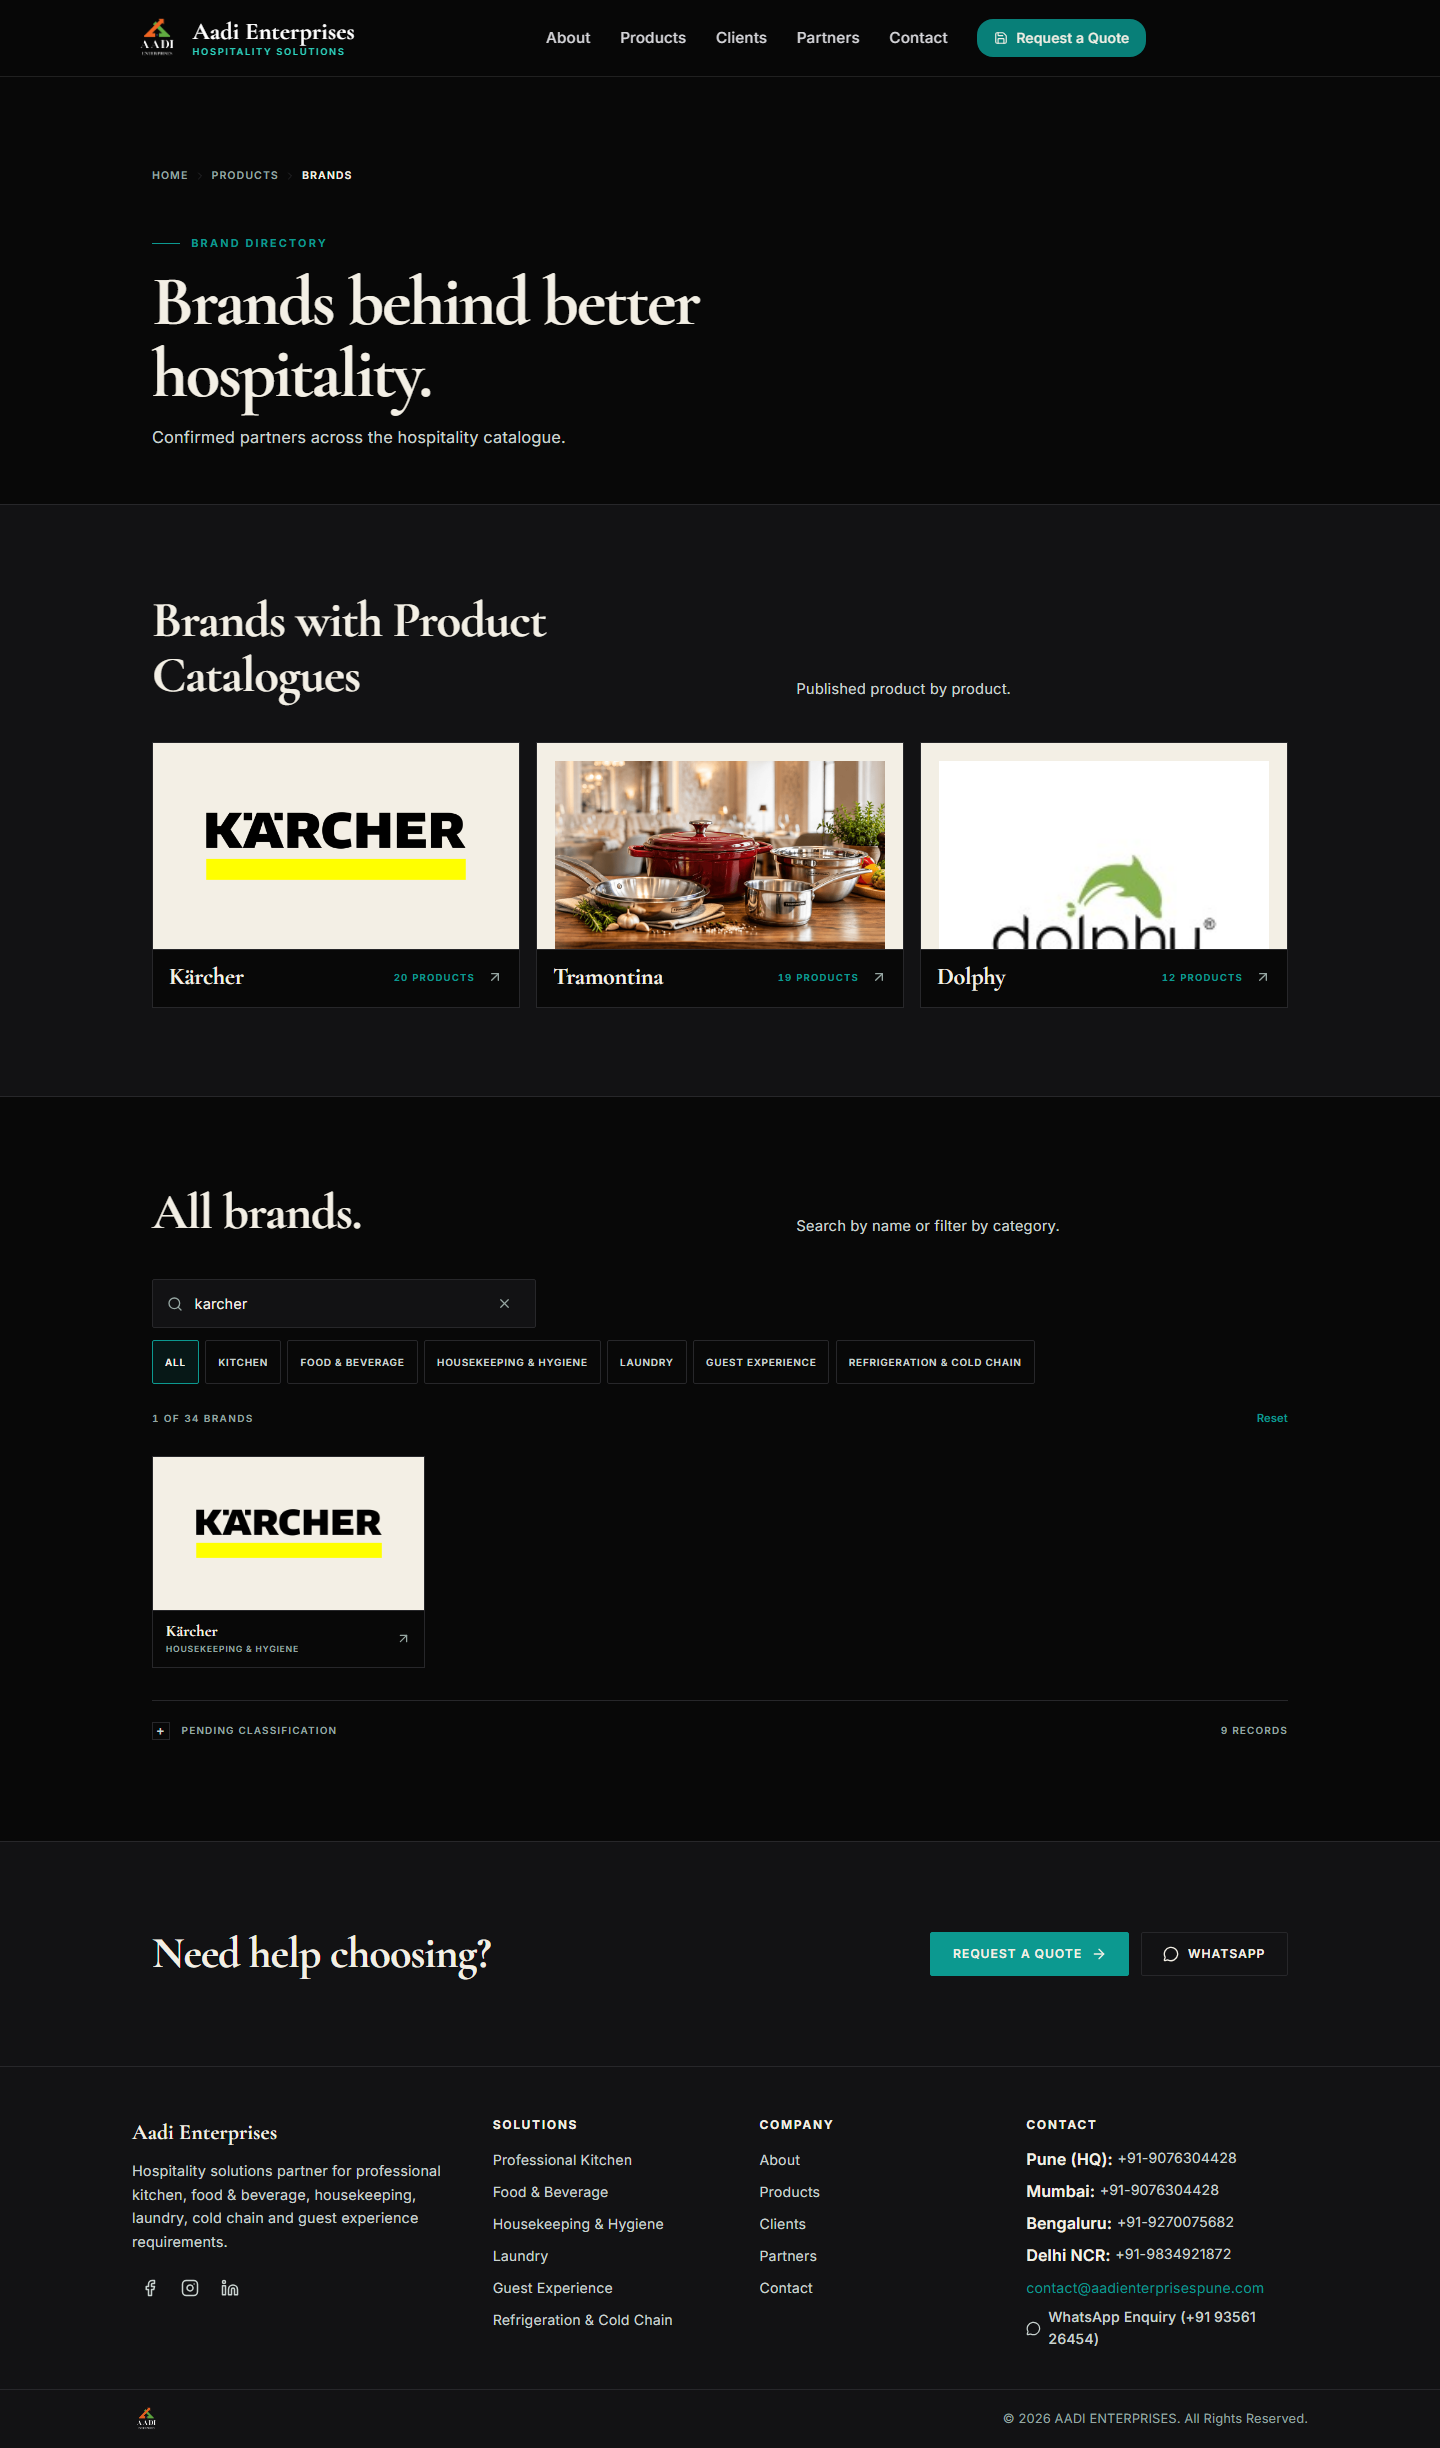 AADI
ENTERPRISES
Aadi Enterprises
HOSPITALITY SOLUTIONS
About
Products
Clients
Partners
Contact
Request a Quote
HOME
PRODUCTS
BRANDS
BRAND DIRECTORY
Brands behind better
hospitality.
Confirmed partners across the hospitality catalogue.
Brands with Product
Catalogues
Published product by product.
KÄRCHER
dolphy®
Kärcher
20 PRODUCTS
Tramontina
19 PRODUCTS
Dolphy
12 PRODUCTS
All brands.
Search by name or filter by category.
karcher
ALL
KITCHEN
FOOD & BEVERAGE
HOUSEKEEPING & HYGIENE
LAUNDRY
GUEST EXPERIENCE
REFRIGERATION & COLD CHAIN
1 OF 34 BRANDS
Reset
KÄRCHER
Kärcher
HOUSEKEEPING & HYGIENE
+ PENDING CLASSIFICATION
9 RECORDS
Need help choosing?
REQUEST A QUOTE
WHATSAPP
Aadi Enterprises
Hospitality solutions partner for professional
kitchen, food & beverage, housekeeping,
laundry, cold chain and guest experience
requirements.
SOLUTIONS
Professional Kitchen
Food & Beverage
Housekeeping & Hygiene
Laundry
Guest Experience
Refrigeration & Cold Chain
COMPANY
About
Products
Clients
Partners
Contact
CONTACT
Pune (HQ): +91-9076304428
Mumbai: +91-9076304428
Bengaluru: +91-9270075682
Delhi NCR: +91-9834921872
contact@aadienterprisespune.com
WhatsApp Enquiry (+91 93561
26454)
AADI
© 2026 AADI ENTERPRISES. All Rights Reserved.